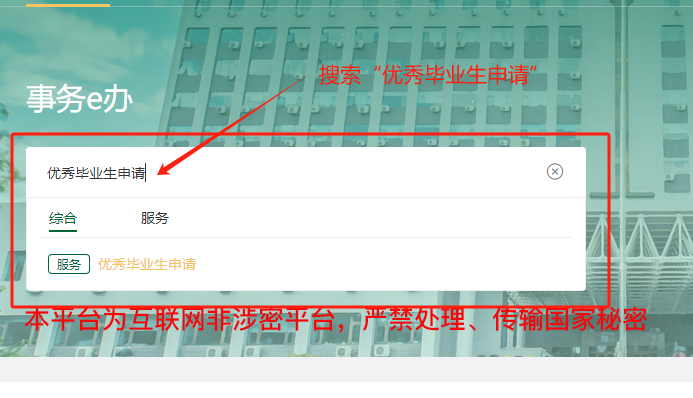 搜索“优秀毕业生申请”
事务e办
优秀毕业生申请
综合 服务
服务 优秀毕业生申请
本平台为互联网非涉密平台，严禁处理、传输国家秘密